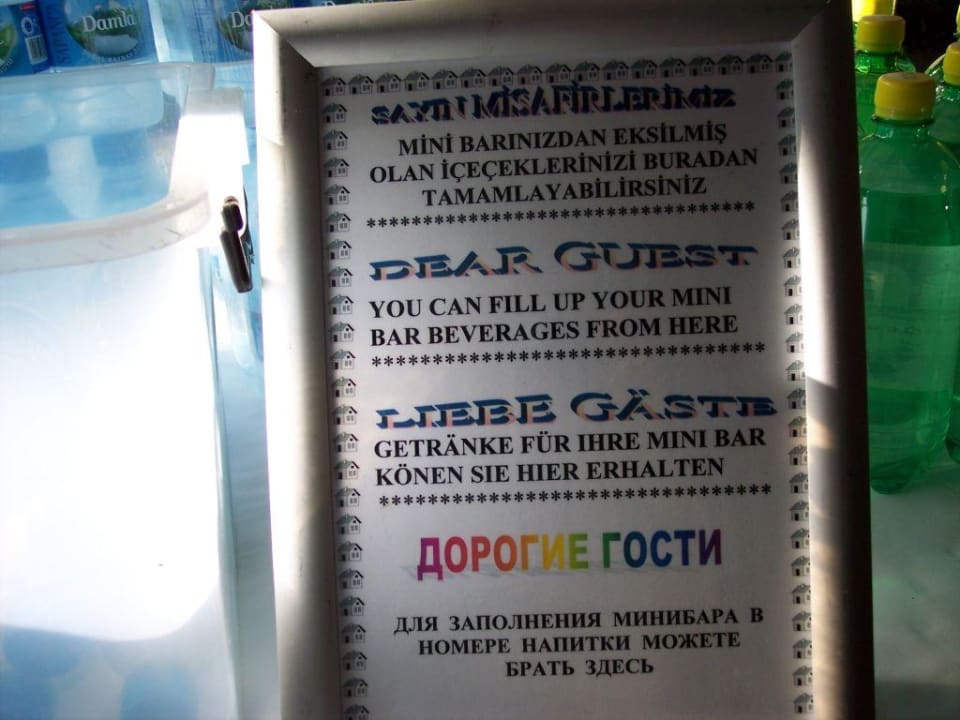 Damla
SAYIN MİSAFİRLERİMİZ
MİNİ BARINIZDAN EKSİLMİŞ
OLAN İÇEÇEKLERİNİZİ BURADAN
TAMAMLAYABİLİRSİNİZ
**********************************
DEAR GUEST
YOU CAN FILL UP YOUR MINI
BAR BEVERAGES FROM HERE
**********************************
LIEBE GÄSTE
GETRÄNKE FÜR IHRE MINI BAR
KÖNEN SIE HIER ERHALTEN
**********************************
ДОРОГИЕ ГОСТИ
ДЛЯ ЗАПОЛНЕНИЯ МИНИБАРА В
НОМЕРЕ НАПИТКИ МОЖЕТЕ
БРАТЬ ЗДЕСЬ